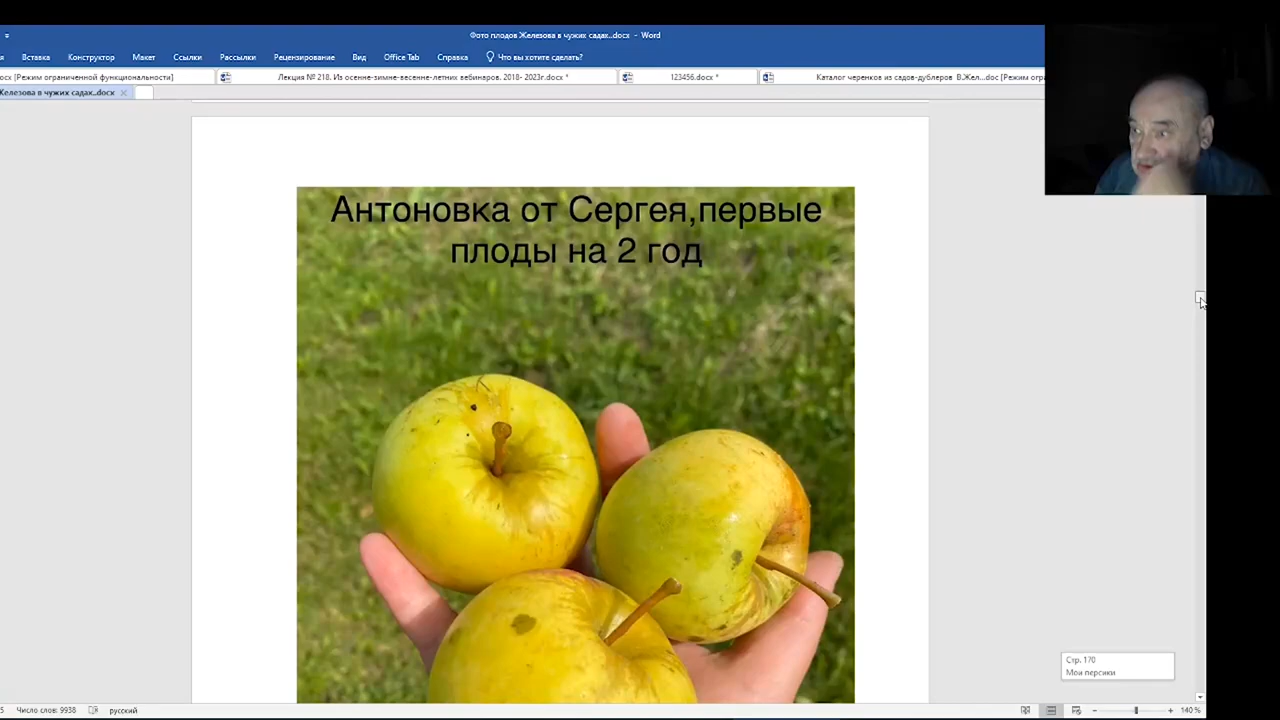 Фото плодов Железова в чужих садах..docx - Word
Вставка Конструктор Макет Ссылки Рассылки Рецензирование Вид Office Tab Справка Что вы хотите сделать?
[Режим ограниченной функциональности] Лекция № 218. Из осенне-зимне-весенне-летних вебинаров. 2018- 2023г.docx * 123456.docx * Каталог черенков из садов-дублеров В.Жел...doc [Режим
Железова в чужих садах..docx
Антоновка от Сергея,первые
плоды на 2 год
Стр. 170
Мои персики
Число слов: 9938 русский 140 %